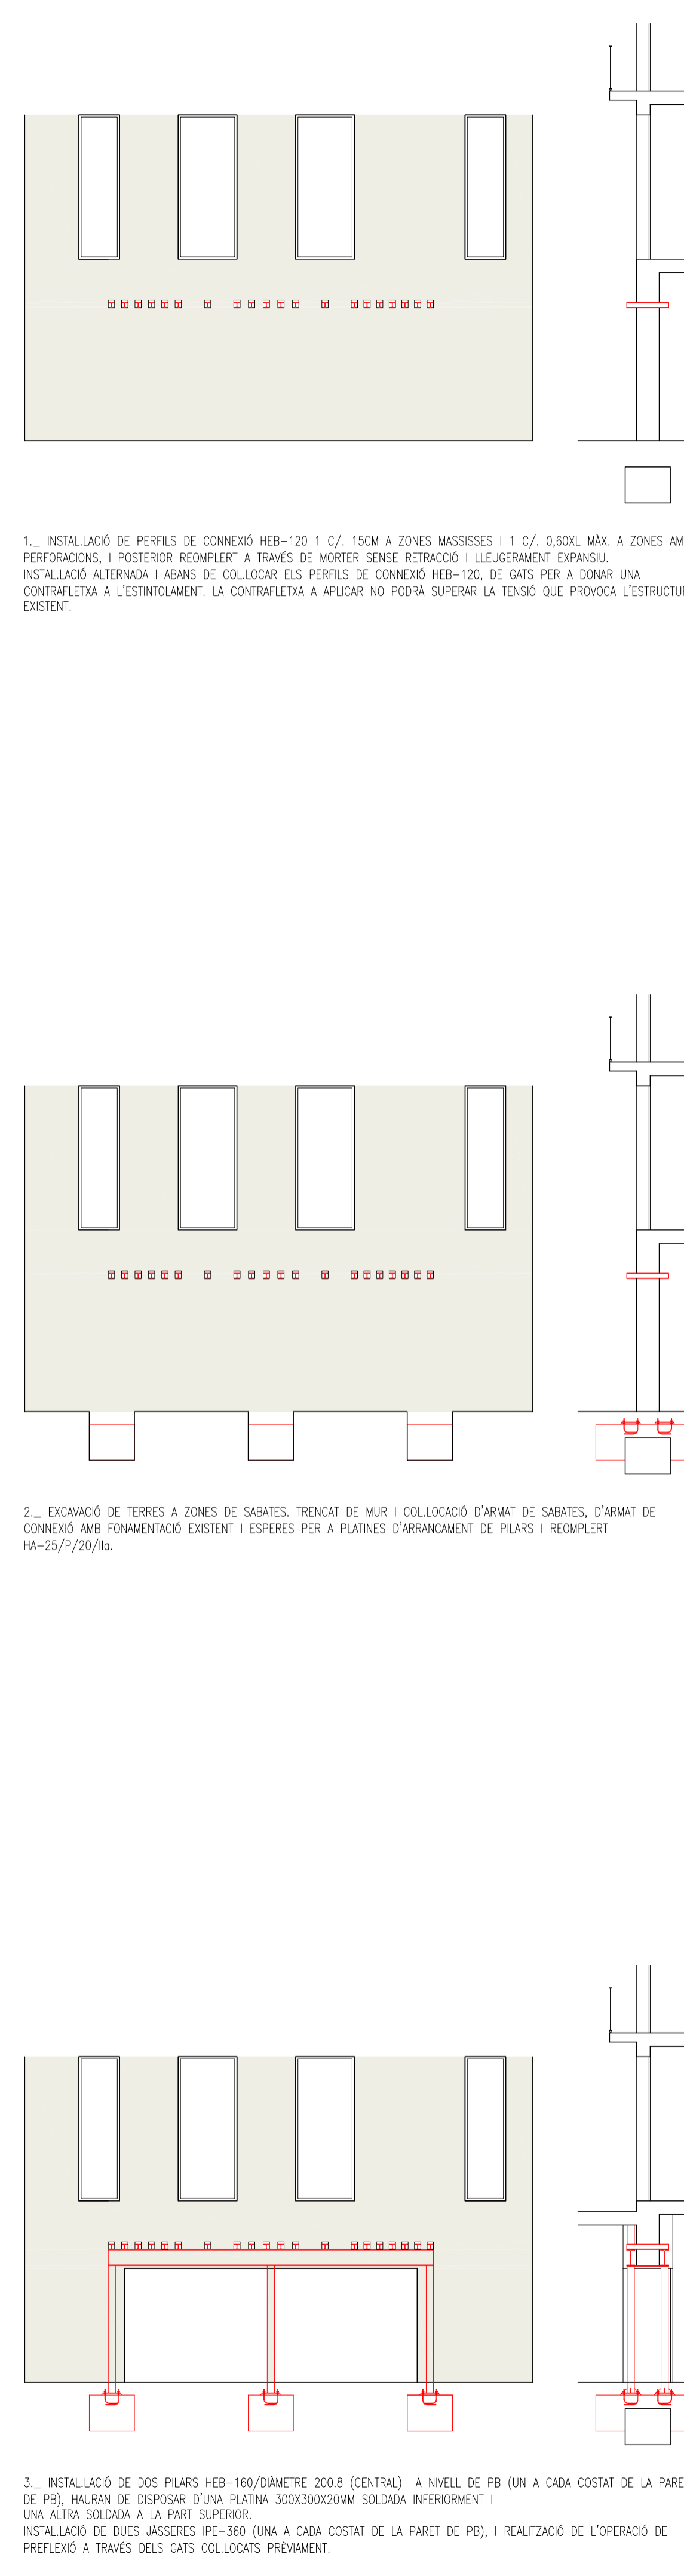 1._ INSTAL.LACIÓ DE PERFILS DE CONNEXIÓ HEB-120 1 C/. 15CM A ZONES MASSISSES I 1 C/. 0,60XL MÀX. A ZONES AM
PERFORACIONS, I POSTERIOR REOMPLERT A TRAVÉS DE MORTER SENSE RETRACCIÓ I LLEUGERAMENT EXPANSIU.
INSTAL.LACIÓ ALTERNADA I ABANS DE COL.LOCAR ELS PERFILS DE CONNEXIÓ HEB-120, DE GATS PER A DONAR UNA
CONTRAFLETXA A L'ESTINTOLAMENT. LA CONTRAFLETXA A APLICAR NO PODRÀ SUPERAR LA TENSIÓ QUE PROVOCA L'ESTRUCTU
EXISTENT.
2._ EXCAVACIÓ DE TERRES A ZONES DE SABATES. TRENCAT DE MUR I COL.LOCACIÓ D'ARMAT DE SABATES, D'ARMAT DE
CONNEXIÓ AMB FONAMENTACIÓ EXISTENT I ESPERES PER A PLATINES D'ARRANCAMENT DE PILARS I REOMPLERT
HA-25/P/20/IIa.
3._ INSTAL.LACIÓ DE DOS PILARS HEB-160/DIÀMETRE 200.8 (CENTRAL) A NIVELL DE PB (UN A CADA COSTAT DE LA PARE
DE PB), HAURAN DE DISPOSAR D'UNA PLATINA 300X300X20MM SOLDADA INFERIORMENT I
UNA ALTRA SOLDADA A LA PART SUPERIOR.
INSTAL.LACIÓ DE DUES JÀSSERES IPE-360 (UNA A CADA COSTAT DE LA PARET DE PB), I REALITZACIÓ DE L'OPERACIÓ DE
PREFLEXIÓ A TRAVÉS DELS GATS COL.LOCATS PRÈVIAMENT.